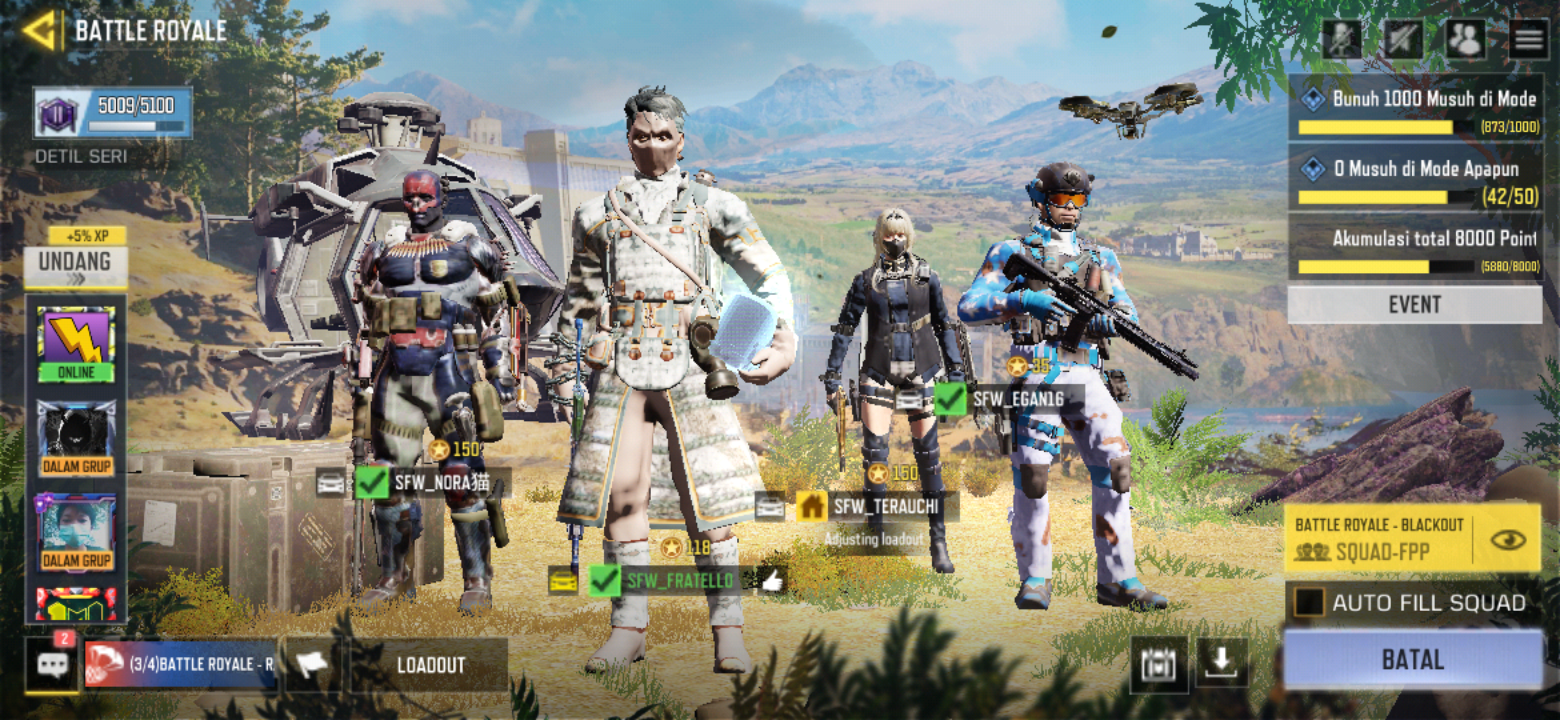 BATTLE ROYALE
5009/5100
DETIL SERI
Bunuh 1000 Musuh di Mode
(873/1000)
0 Musuh di Mode Apapun
(42/50)
Akumulasi total 8000 Point
(5880/8000)
EVENT
+5% XP
UNDANG
ONLINE
DALAM GRUP
DALAM GRUP
150
SFW_NORA猫
118
SFW_FRATELLO
150
SFW_TERAUCHI
Adjusting loadout
85
SFW_EGAN16
BATTLE ROYALE - BLACKOUT
SQUAD-FPP
AUTO FILL SQUAD
BATAL
2
(3/4)BATTLE ROYALE - R
LOADOUT